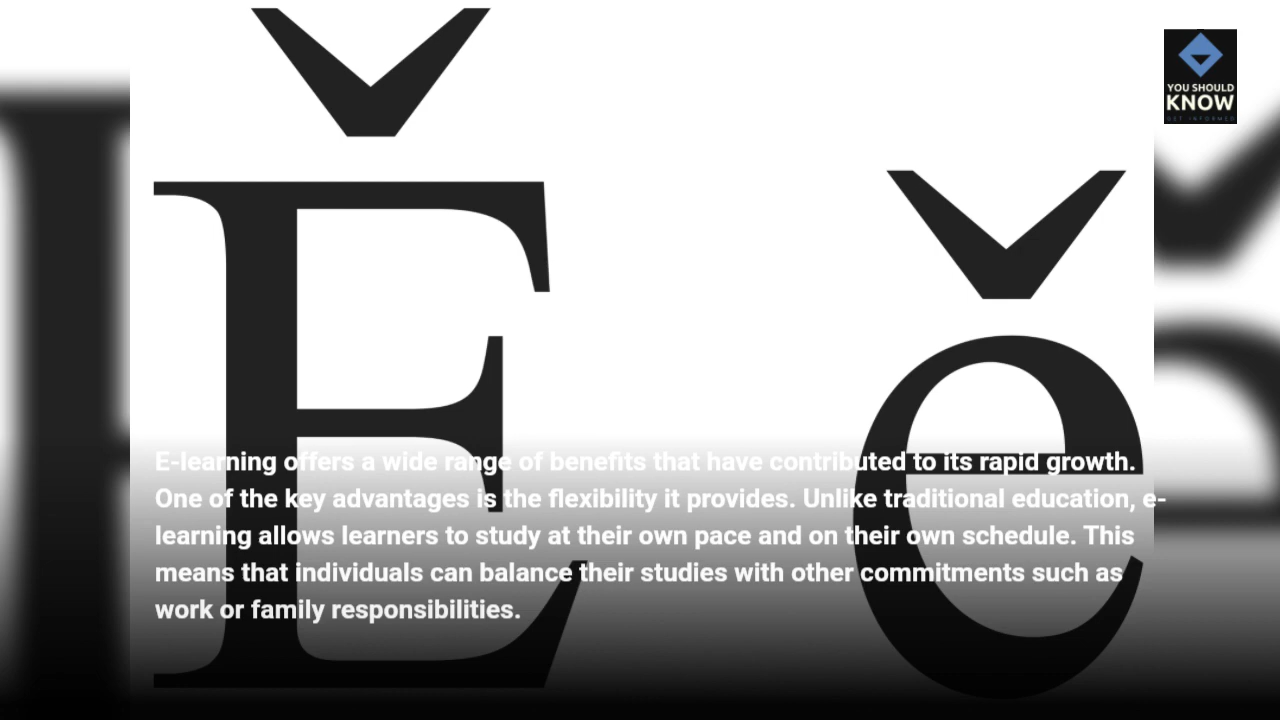 Ě ě
YOU SHOULD
KNOW
GET INFORMED
E-learning offers a wide range of benefits that have contributed to its rapid growth.
One of the key advantages is the flexibility it provides. Unlike traditional education, e-
learning allows learners to study at their own pace and on their own schedule. This
means that individuals can balance their studies with other commitments such as
work or family responsibilities.